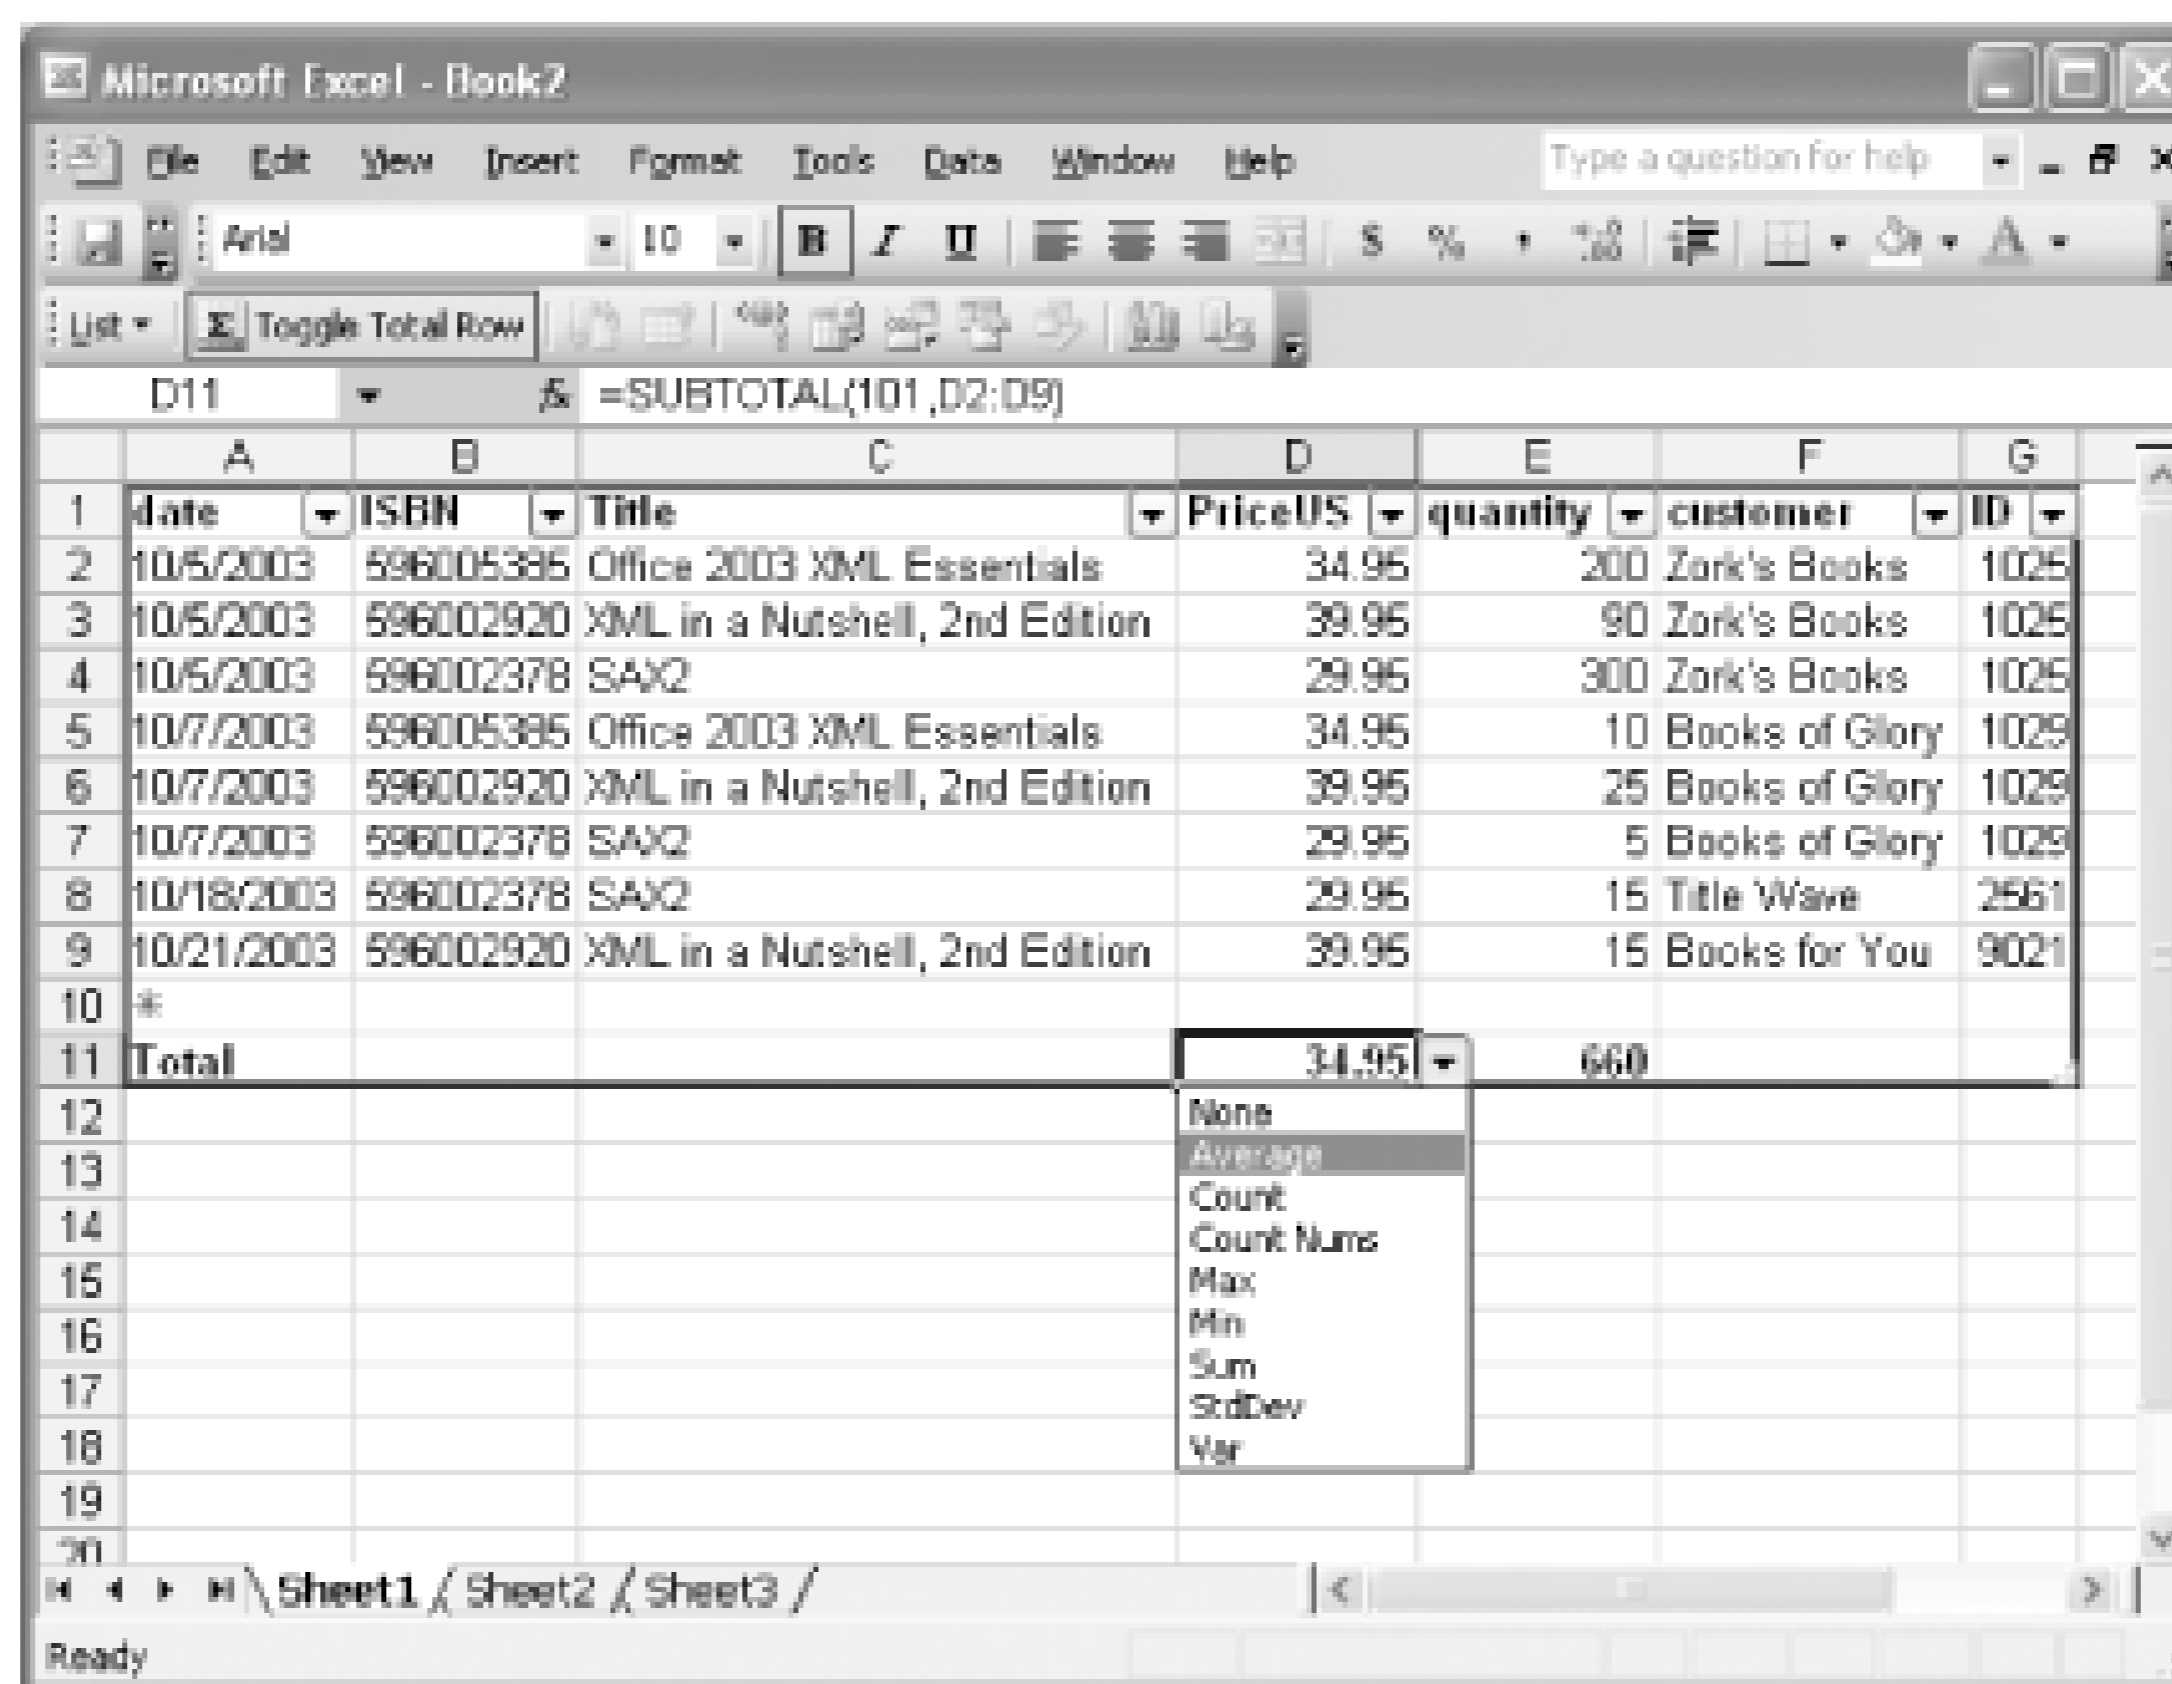 Microsoft Excel - Book2
File Edit View Insert Format Tools Data Window Help Type a question for help
Arial 10 B I U $ % ,
List Σ Toggle Total Row
D11 fx =SUBTOTAL(101,D2:D9)
A B C D E F G
1 date ISBN Title PriceUS quantity customer ID
2 10/5/2003 596005385 Office 2003 XML Essentials 34.95 200 Zork's Books 1025
3 10/5/2003 596002920 XML in a Nutshell, 2nd Edition 39.95 90 Zork's Books 1025
4 10/5/2003 596002378 SAX2 29.95 300 Zork's Books 1025
5 10/7/2003 596005385 Office 2003 XML Essentials 34.95 10 Books of Glory 1029
6 10/7/2003 596002920 XML in a Nutshell, 2nd Edition 39.95 25 Books of Glory 1029
7 10/7/2003 596002378 SAX2 29.95 5 Books of Glory 1029
8 10/18/2003 596002378 SAX2 29.95 15 Title Wave 2561
9 10/21/2003 596002920 XML in a Nutshell, 2nd Edition 39.95 15 Books for You 9021
10 *
11 Total 34.95 660
12 None
13 Average
Count
14 Count Nums
15 Max
16 Min
Sum
17 StdDev
18 Var
19
20
Sheet1 Sheet2 Sheet3
Ready